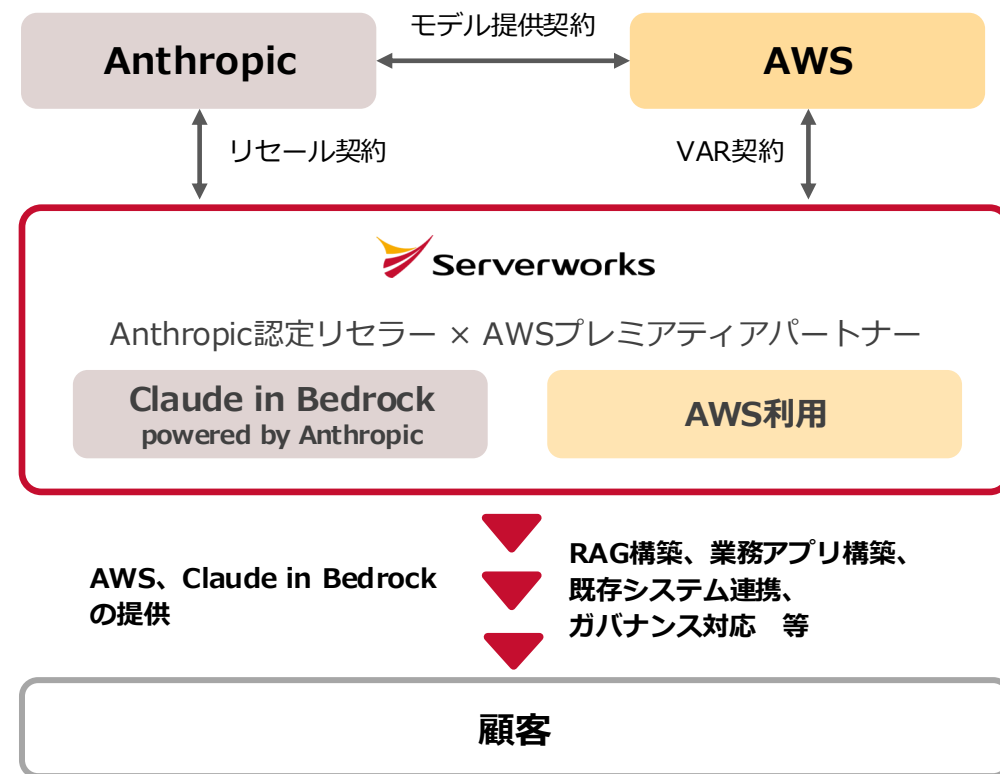 モデル提供契約
Anthropic
AWS
リセール契約
VAR契約
Serverworks
Anthropic認定リセラー × AWSプレミアティアパートナー
Claude in Bedrock
powered by Anthropic
AWS利用
AWS、Claude in Bedrock
の提供
RAG構築、業務アプリ構築、
既存システム連携、
ガバナンス対応　等
顧客